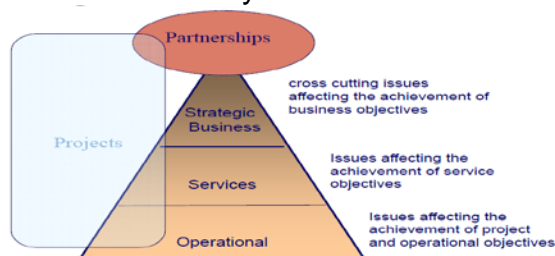 Partnerships
cross cutting issues
affecting the achievement of
business objectives
Strategic
Business
Projects
Issues affecting the
achievement of service
objectives
Services
Issues affecting the
achievement of project
and operational objectives
Operational